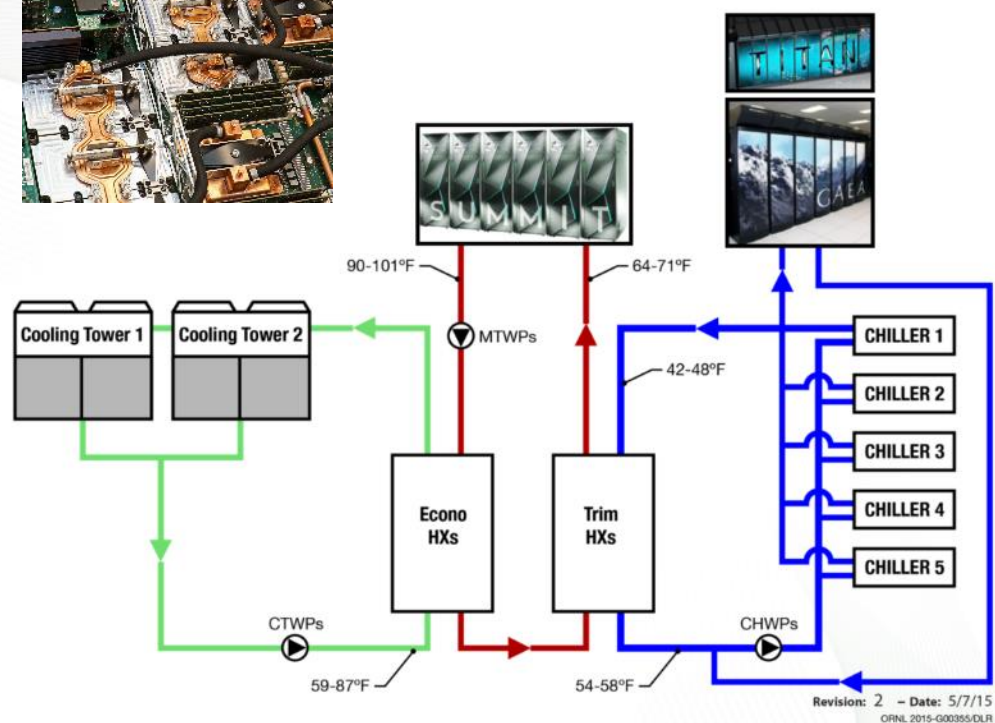 TITAN
GAEA
SUMMIT
90-101ºF
64-71ºF
Cooling Tower 1
Cooling Tower 2
MTWPs
CHILLER 1
42-48ºF
CHILLER 2
CHILLER 3
Econo
HXs
Trim
HXs
CHILLER 4
CHILLER 5
CTWPs
CHWPs
59-87ºF
54-58ºF
Revision: 2 – Date: 5/7/15
ORNL 2015-G00355/DLR